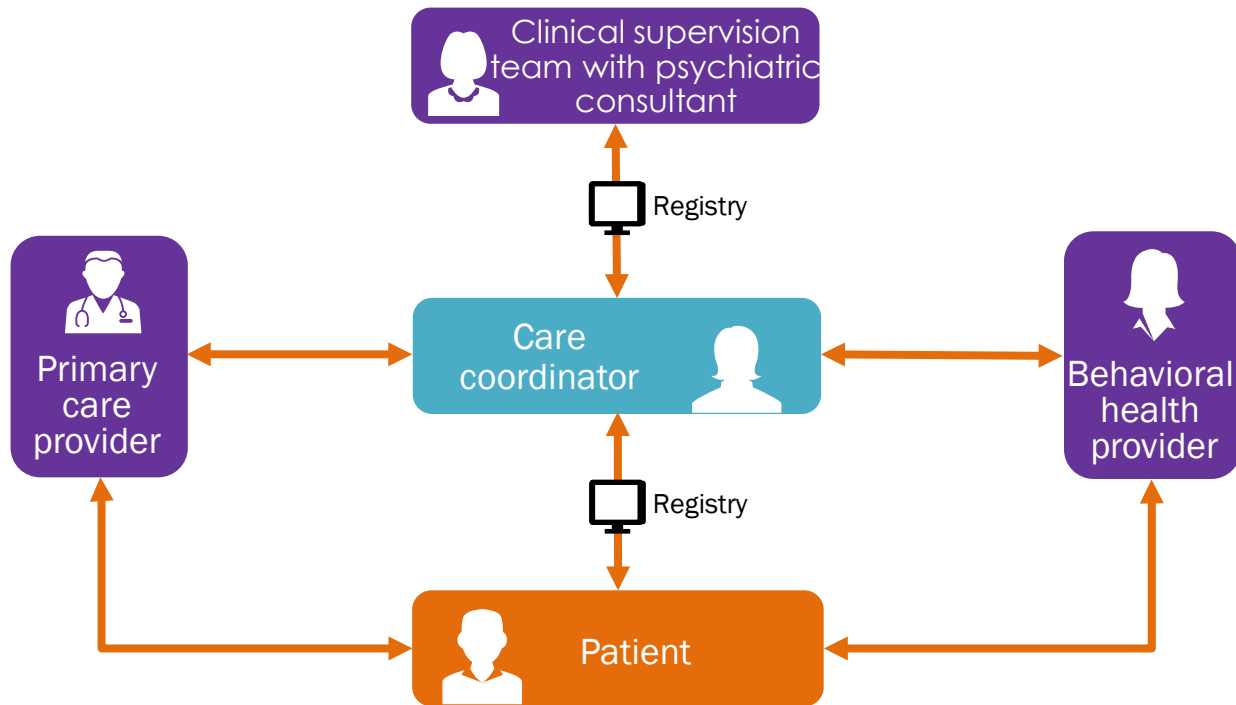 Clinical supervision
team with psychiatric
consultant
Registry
Primary
care
provider
Care
coordinator
Behavioral
health
provider
Registry
Patient